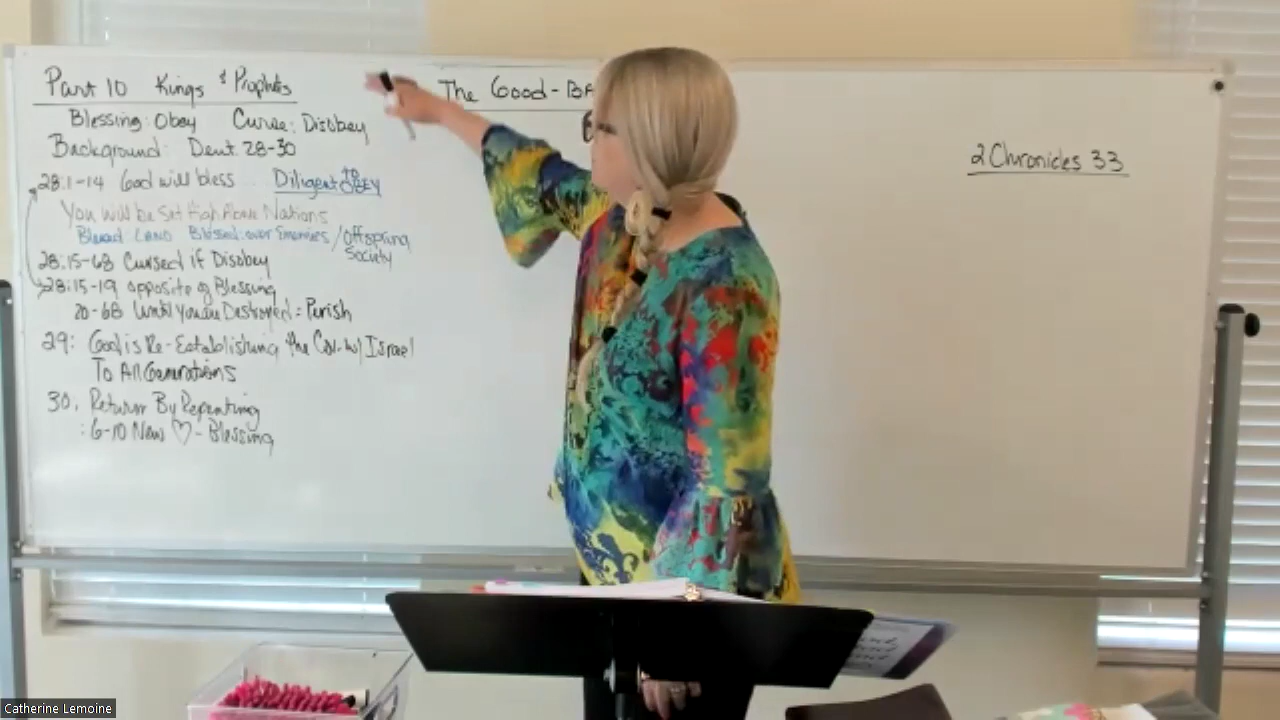 Part 10 Kings & Prophets
Blessing: Obey Curse: Disobey
Background: Deut. 28-30
28:1-14 God will bless ... Diligent to OBEY
You will be Set High Above Nations
Blessed LAND Blessed: over Enemies / Offspring
Society
28:15-68 Cursed if Disobey
28:15-19 opposite of Blessing
20-68 Until You are Destroyed = Perish
29: God is Re-Establishing the Cov. w/ Israel
To All Generations
30, Return By Repenting
:6-10 New ♡ - Blessing
The Good - BA
2 Chronicles 33
Catherine Lemoine